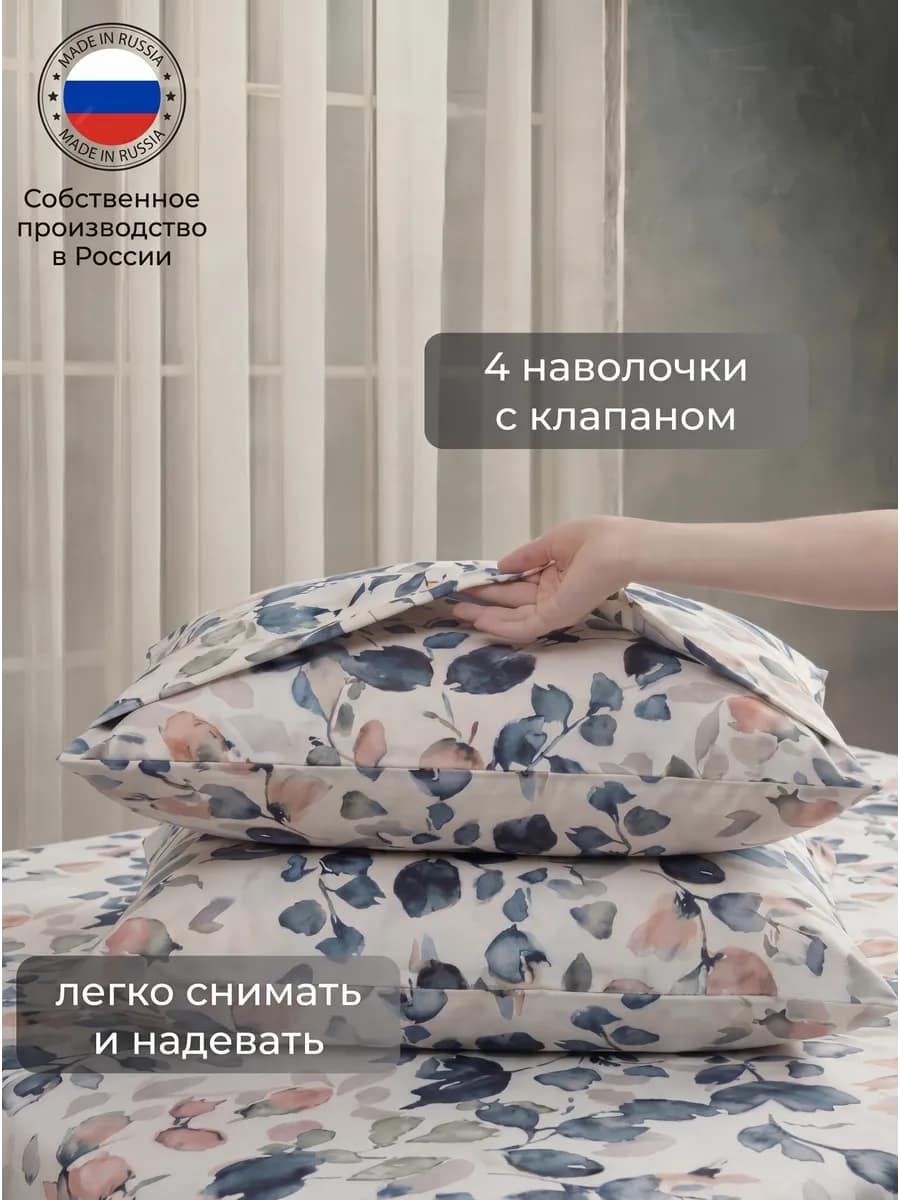 MADE IN RUSSIA
MADE IN RUSSIA
Собственное
производство
в России
4 наволочки
с клапаном
легко снимать
и надевать